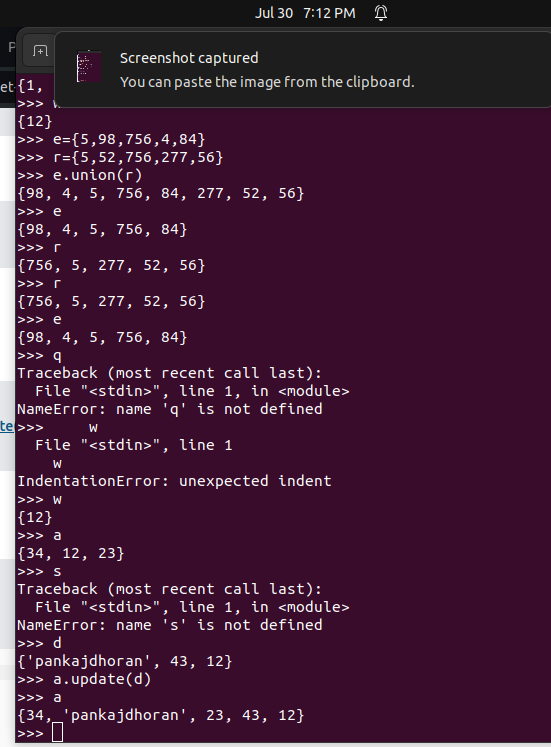 Jul 30 7:12 PM
Screenshot captured
You can paste the image from the clipboard.
{1,
>>>
{12}
>>> e={5,98,756,4,84}
>>> r={5,52,756,277,56}
>>> e.union(r)
{98, 4, 5, 756, 84, 277, 52, 56}
>>> e
{98, 4, 5, 756, 84}
>>> r
{756, 5, 277, 52, 56}
>>> r
{756, 5, 277, 52, 56}
>>> e
{98, 4, 5, 756, 84}
>>> q
Traceback (most recent call last):
  File "<stdin>", line 1, in <module>
NameError: name 'q' is not defined
>>>     w
  File "<stdin>", line 1
    w
IndentationError: unexpected indent
>>> w
{12}
>>> a
{34, 12, 23}
>>> s
Traceback (most recent call last):
  File "<stdin>", line 1, in <module>
NameError: name 's' is not defined
>>> d
{'pankajdhoran', 43, 12}
>>> a.update(d)
>>> a
{34, 'pankajdhoran', 23, 43, 12}
>>>